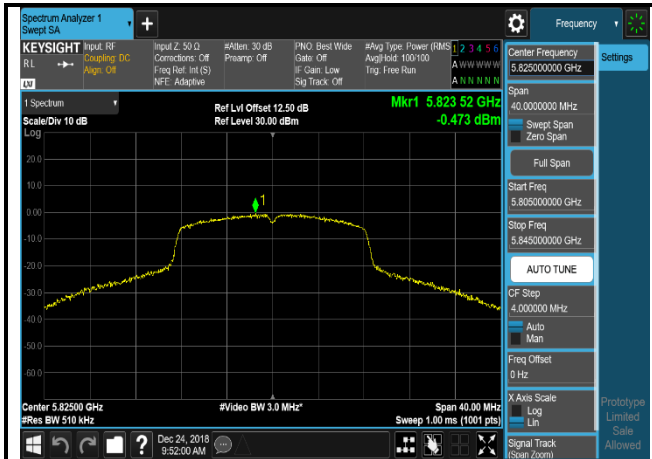 Spectrum Analyzer 1
Swept SA
+
Frequency
KEYSIGHT
RL
LXI
Input: RF
Coupling: DC
Align: Off
Input Z: 50 Ω
Corrections: Off
Freq Ref: Int (S)
NFE: Adaptive
#Atten: 30 dB
Preamp: Off
PNO: Best Wide
Gate: Off
IF Gain: Low
Sig Track: Off
#Avg Type: Power (RMS
Avg|Hold: 100/100
Trig: Free Run
1 2 3 4 5 6
A W W W W W
A N N N N N
1 Spectrum
Scale/Div 10 dB
Log
Ref Lvl Offset 12.50 dB
Ref Level 30.00 dBm
Mkr1 5.823 52 GHz
-0.473 dBm
20.0
10.0
0.00
-10.0
-20.0
-30.0
-40.0
-50.0
-60.0
1
Center 5.82500 GHz
#Res BW 510 kHz
#Video BW 3.0 MHz*
Span 40.00 MHz
Sweep 1.00 ms (1001 pts)
?
Dec 24, 2018
9:52:00 AM
Center Frequency
5.825000000 GHz
Span
40.0000000 MHz
Swept Span
Zero Span
Full Span
Start Freq
5.805000000 GHz
Stop Freq
5.845000000 GHz
AUTO TUNE
CF Step
4.000000 MHz
Auto
Man
Freq Offset
0 Hz
X Axis Scale
Log
Lin
Signal Track
(Span Zoom)
Settings
Prototype
Limited
Sale
Allowed